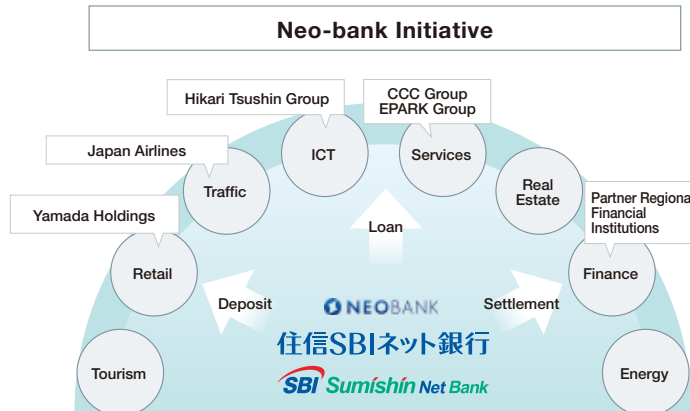 Neo-bank Initiative
Hikari Tsushin Group
CCC Group
EPARK Group
Japan Airlines
ICT
Services
Traffic
Real
Estate
Partner Regional
Financial
Institutions
Yamada Holdings
Loan
Retail
Finance
Deposit
NEOBANK
Settlement
住信SBIネット銀行
Tourism
SBI Sumishin Net Bank
Energy